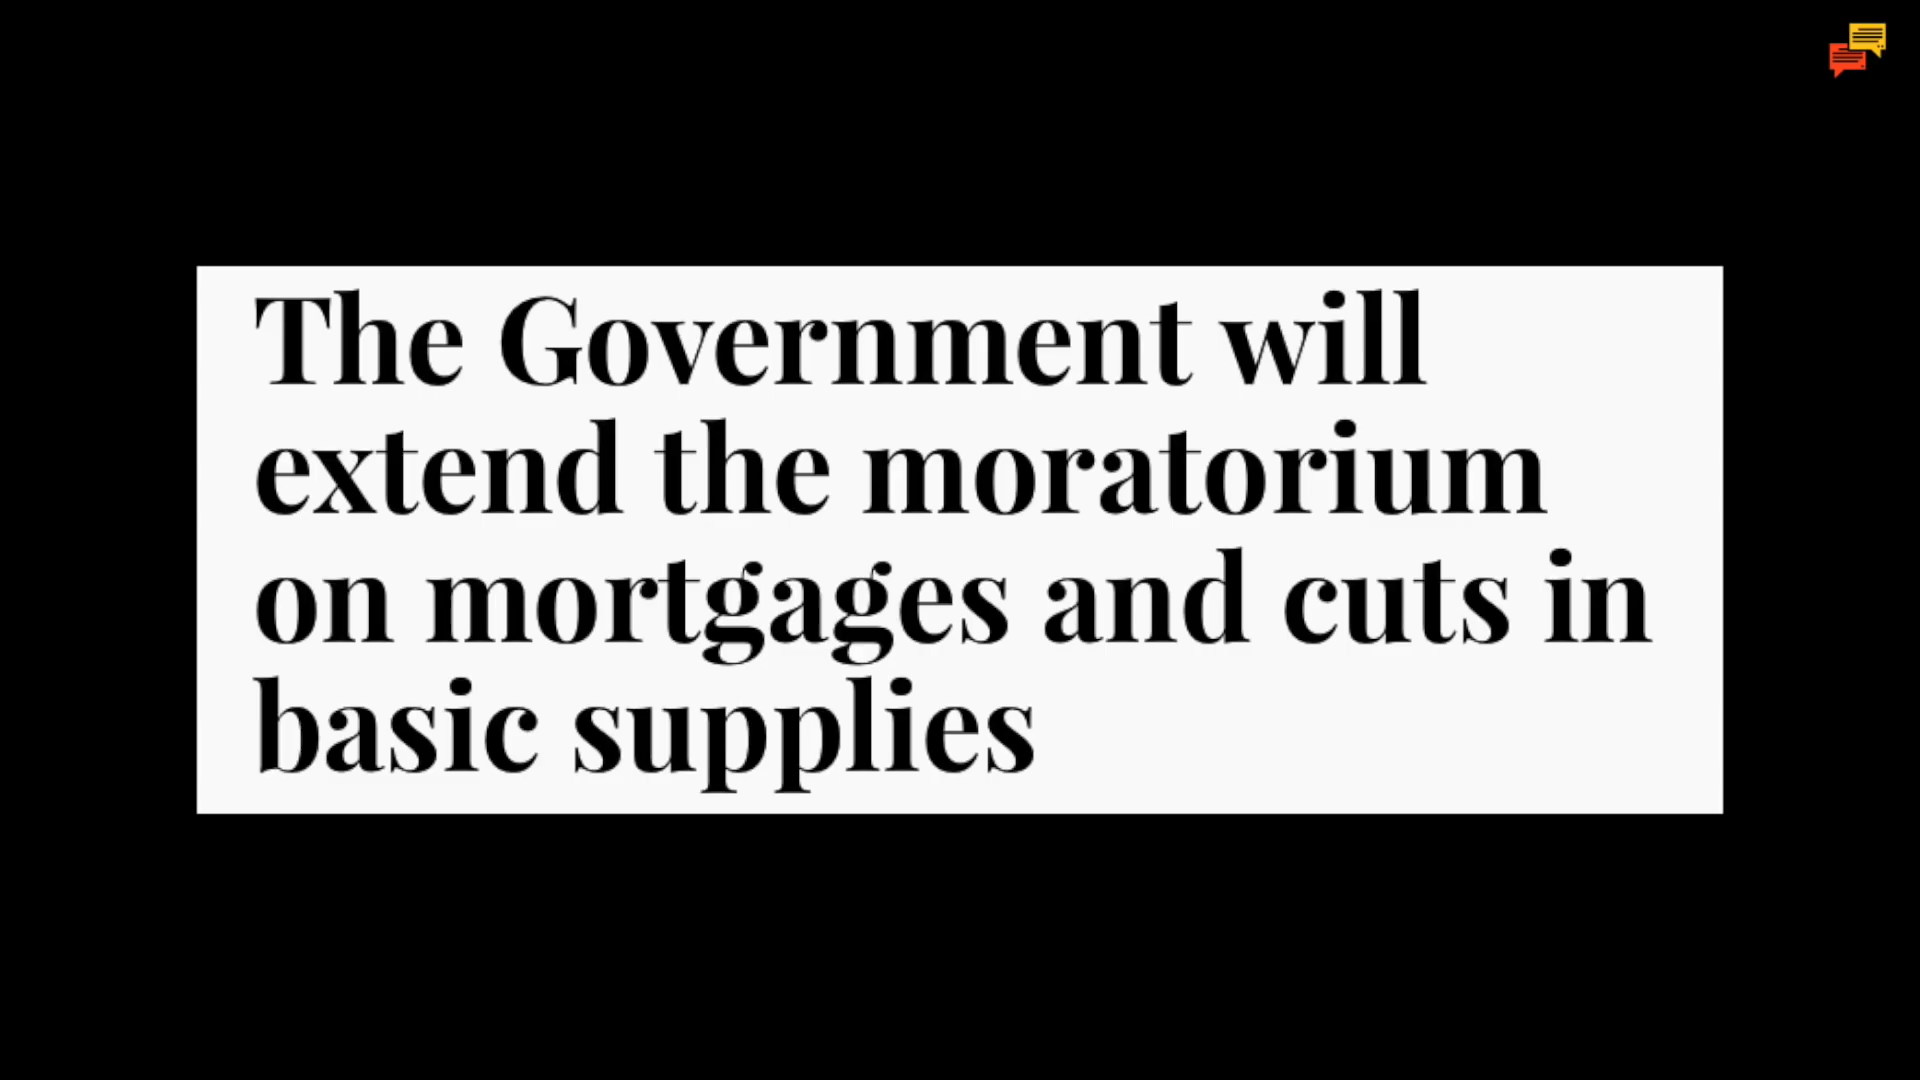 The Government will
extend the moratorium
on mortgages and cuts in
basic supplies